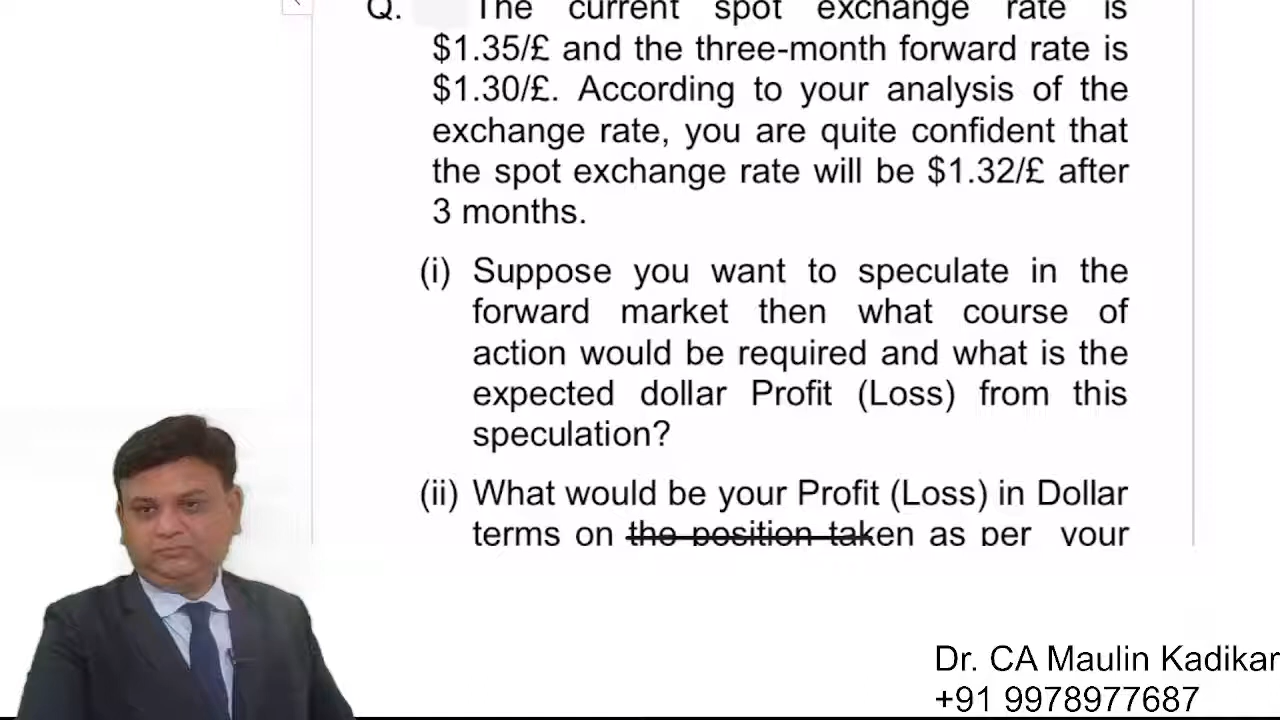 Q. The current spot exchange rate is
$1.35/£ and the three-month forward rate is
$1.30/£. According to your analysis of the
exchange rate, you are quite confident that
the spot exchange rate will be $1.32/£ after
3 months.
(i) Suppose you want to speculate in the
forward market then what course of
action would be required and what is the
expected dollar Profit (Loss) from this
speculation?
(ii) What would be your Profit (Loss) in Dollar
terms on the position taken as per your
Dr. CA Maulin Kadikar
+91 9978977687